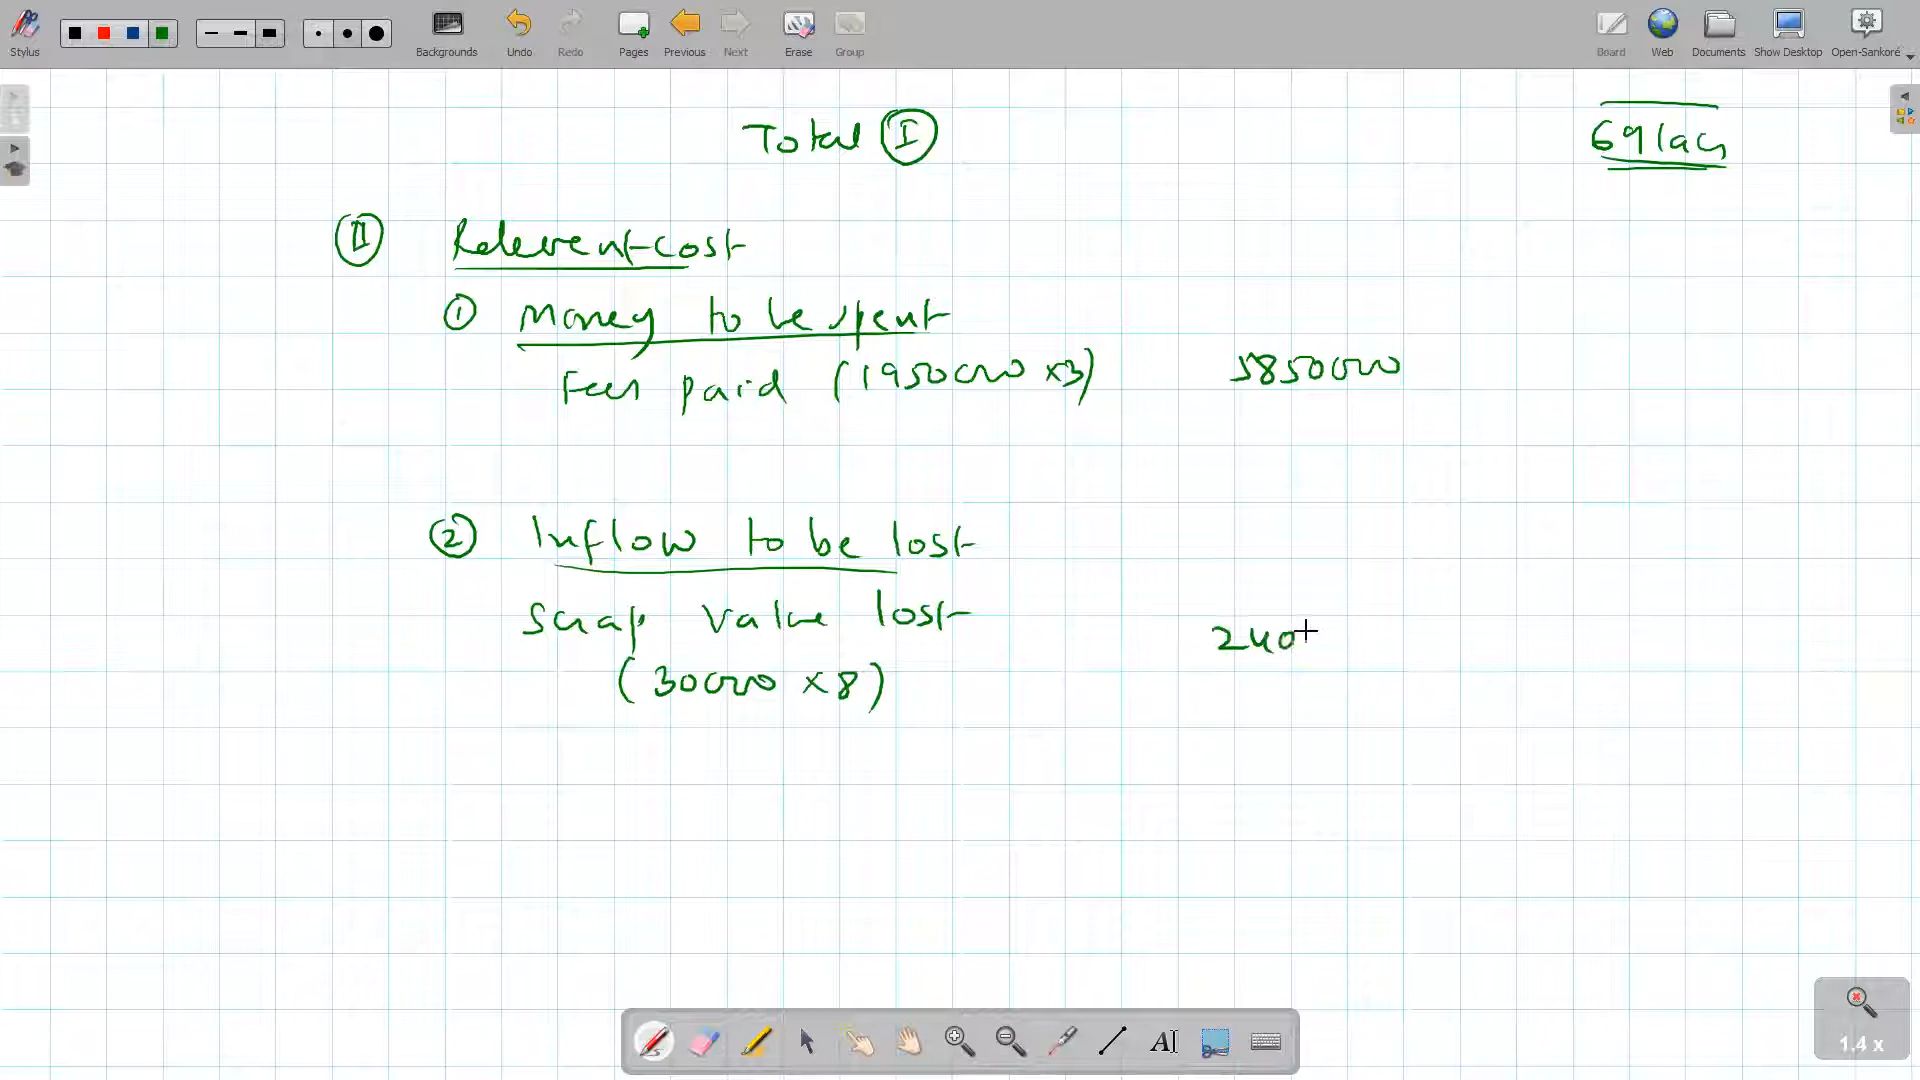 Stylus
Backgrounds
Undo
Redo
Pages
Previous
Next
Erase
Group
Board
Web
Documents
Show Desktop
Open-Sankoré
Total I 69 lacs
II Relevent cost
1 Money to be spent
Fees paid (1950000 ×3) 5850000
2 Inflow to be lost
Scrap value lost 240
(30000 ×8)
1.4 x